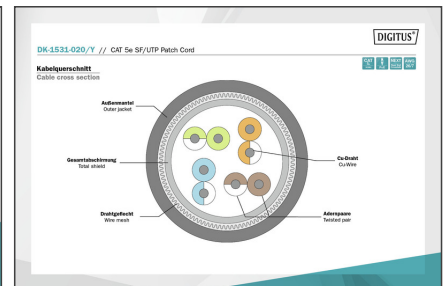 DIGITUS®
DK-1531-020/Y // CAT 5e SF/UTP Patch Cord
Kabelquerschnitt
Cable cross section
Außenmantel
Outer jacket
Gesamtabschirmung
Total shield
Drahtgeflecht
Wire mesh
Cu-Draht
Cu-Wire
Adernpaare
Twisted pair